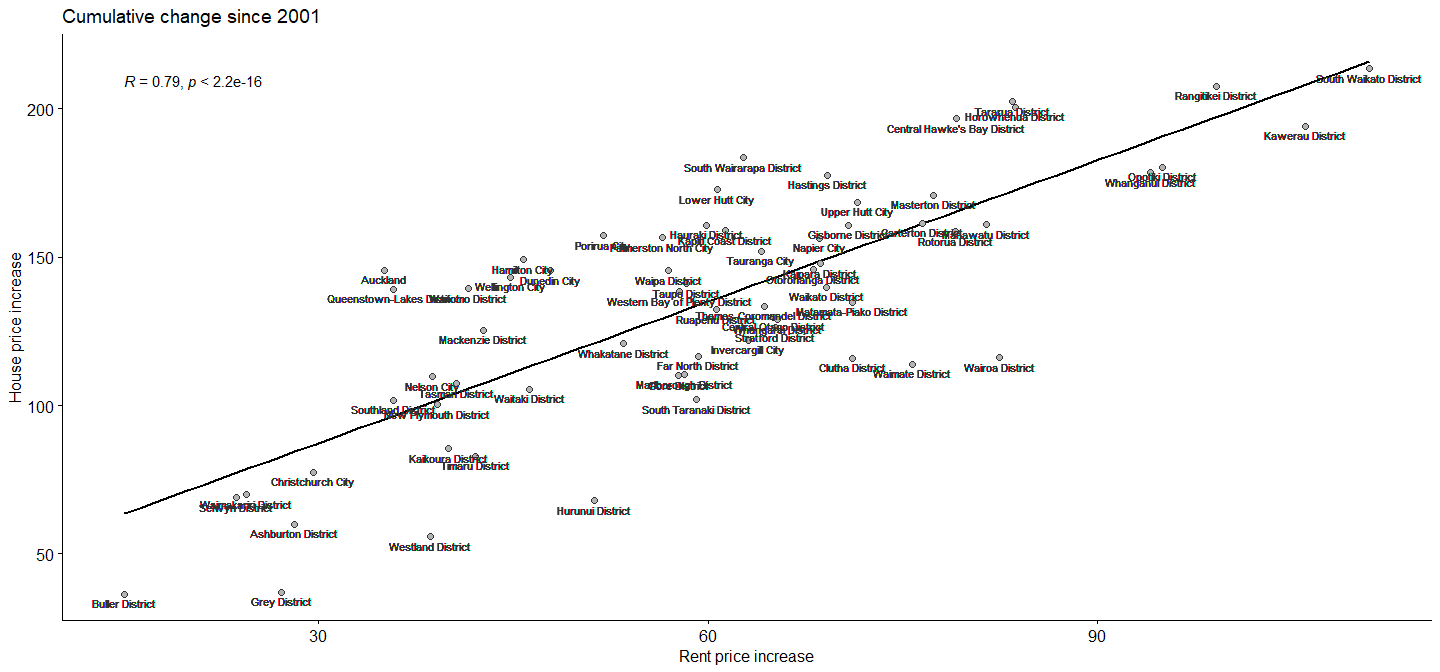 Cumulative change since 2001
R = 0.79, p < 2.2e-16
House price increase
200
150
100
50
South Waikato District
Rangitikei District
Tararua District
Horowhenua District
Central Hawke's Bay District
Kawerau District
South Wairarapa District
Opotiki District
Whanganui District
Hastings District
Lower Hutt City
Masterton District
Upper Hutt City
Hauraki District
Kapiti Coast District
Gisborne District
Carterton District
Manawatu District
Rotorua District
Porirua City
Palmerston North City
Napier City
Tauranga City
Hamilton City
Auckland
Dunedin City
Wellington City
Waipa District
Kaipara District
Otorohanga District
Queenstown-Lakes District
Waitomo District
Taupo District
Western Bay of Plenty District
Waikato District
Matamata-Piako District
Thames-Coromandel District
Ruapehu District
Central Otago District
Whangarei District
Stratford District
Mackenzie District
Invercargill City
Whakatane District
Far North District
Clutha District
Waimate District
Wairoa District
Nelson City
Marlborough District
Gore District
Tasman District
Waitaki District
Southland District
New Plymouth District
South Taranaki District
Kaikoura District
Timaru District
Christchurch City
Waimakariri District
Selwyn District
Hurunui District
Ashburton District
Westland District
Buller District
Grey District
30
60
90
Rent price increase